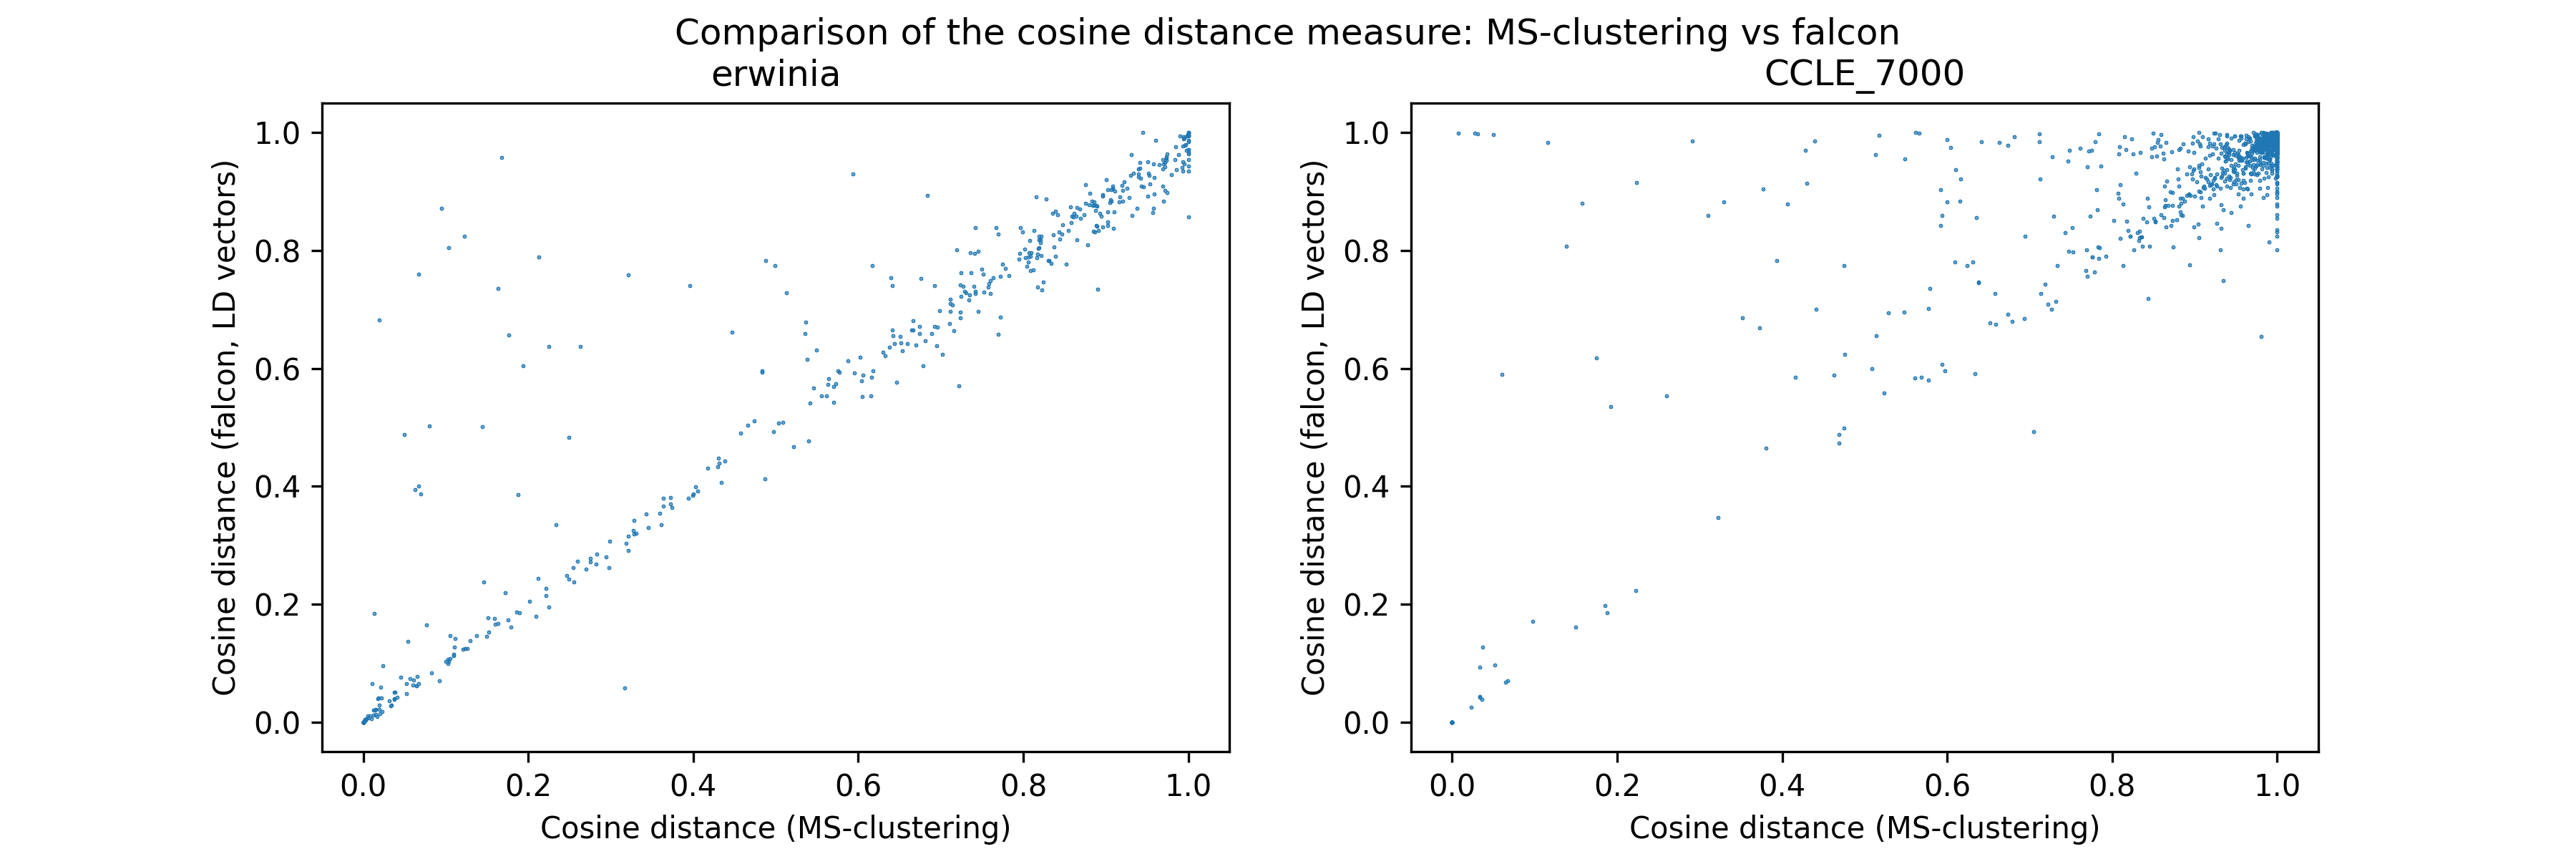 Comparison of the cosine distance measure: MS-clustering vs falcon
erwinia
Cosine distance (falcon, LD vectors)
1.0
0.8
0.6
0.4
0.2
0.0
0.0 0.2 0.4 0.6 0.8 1.0
Cosine distance (MS-clustering)
CCLE_7000
Cosine distance (falcon, LD vectors)
1.0
0.8
0.6
0.4
0.2
0.0
0.0 0.2 0.4 0.6 0.8 1.0
Cosine distance (MS-clustering)